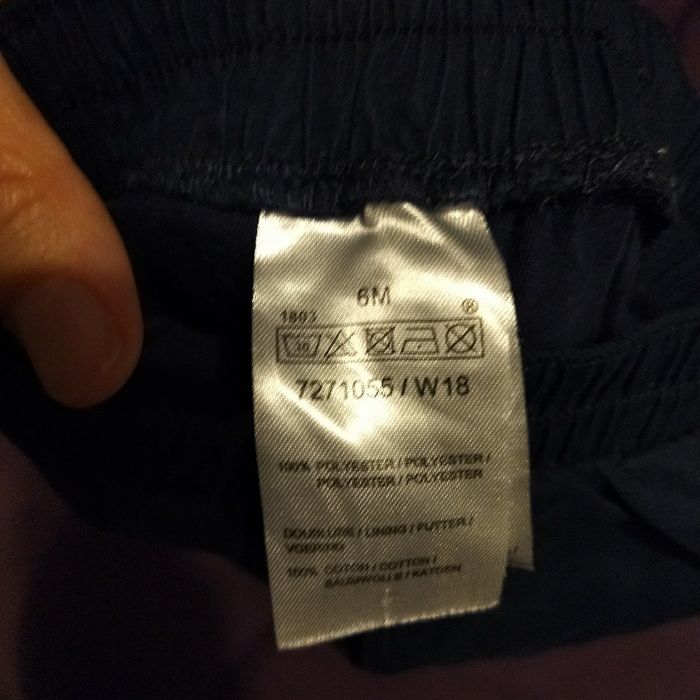 6M
1803
®
7271055 / W18
100% POLYESTER / POLYESTER /
POLYESTER / POLYESTER
DOUBLURE / LINING / FUTTER /
VOERING
100% COTON / COTTON /
BAUMWOLLE / KATOEN